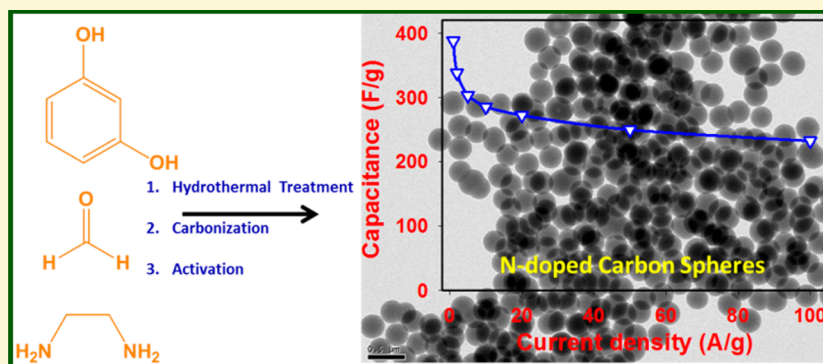 OH
OH
O
H
H
H₂N
NH₂
1. Hydrothermal Treatment
2. Carbonization
3. Activation
Capacitance (F/g)
400
300
200
100
0
N-doped Carbon Spheres
0 20 40 60 80 100
Current density (A/g)